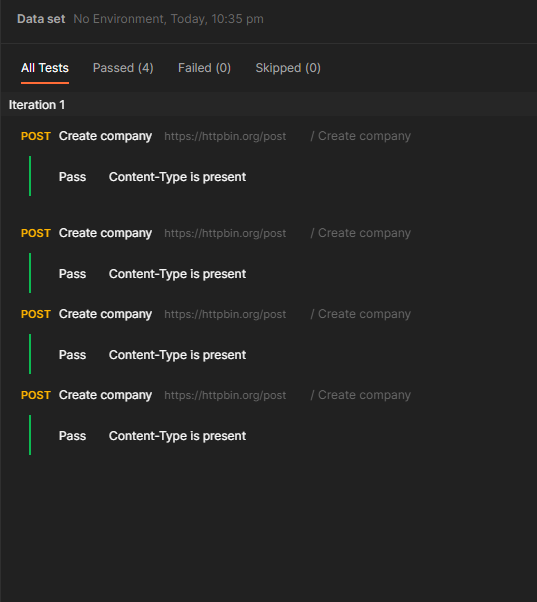 Data set No Environment, Today, 10:35 pm
All Tests Passed (4) Failed (0) Skipped (0)
Iteration 1
POST Create company https://httpbin.org/post / Create company
Pass Content-Type is present
POST Create company https://httpbin.org/post / Create company
Pass Content-Type is present
POST Create company https://httpbin.org/post / Create company
Pass Content-Type is present
POST Create company https://httpbin.org/post / Create company
Pass Content-Type is present